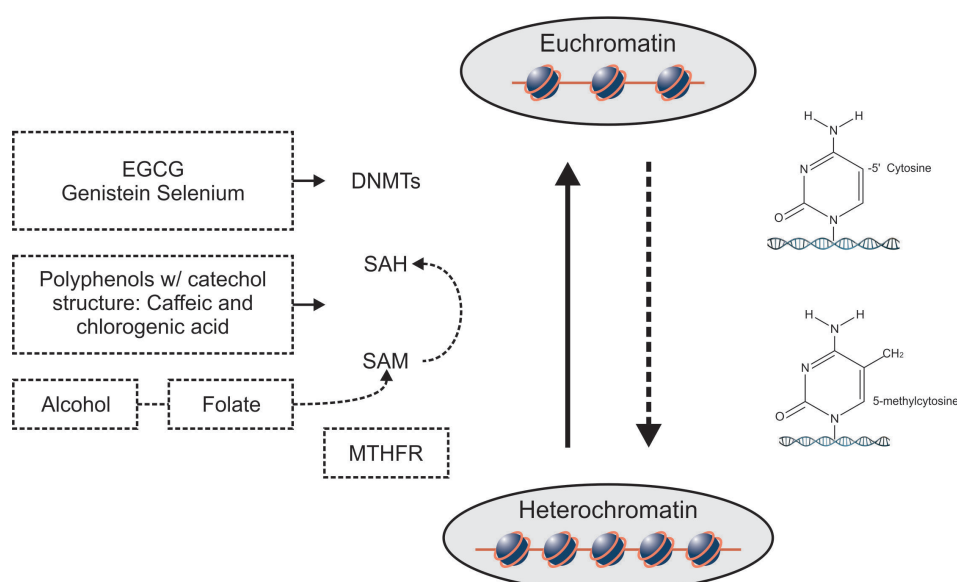 Euchromatin
EGCG
Genistein Selenium
DNMTs
Polyphenols w/ catechol
structure: Caffeic and
chlorogenic acid
SAH
SAM
Alcohol
Folate
MTHFR
Heterochromatin
H H
N
N
-5' Cytosine
O
N
H H
N
CH₂
N
5-methylcytosine
O
N